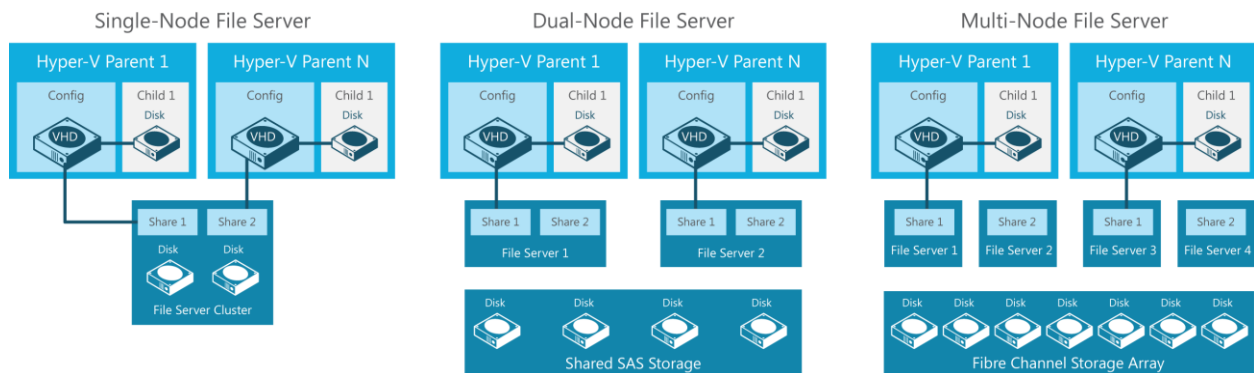 Single-Node File Server
Hyper-V Parent 1
Config
Child 1
Disk
VHD
Hyper-V Parent N
Config
Child 1
Disk
VHD
Share 1
Share 2
Disk
Disk
File Server Cluster
Dual-Node File Server
Hyper-V Parent 1
Config
Child 1
Disk
VHD
Hyper-V Parent N
Config
Child 1
Disk
VHD
Share 1
Share 2
File Server 1
Share 1
Share 2
File Server 2
Disk
Disk
Disk
Disk
Shared SAS Storage
Multi-Node File Server
Hyper-V Parent 1
Config
Child 1
Disk
VHD
Hyper-V Parent N
Config
Child 1
Disk
VHD
Share 1
File Server 1
Share 2
File Server 2
Share 1
File Server 3
Share 2
File Server 4
Disk
Disk
Disk
Disk
Disk
Disk
Disk
Fibre Channel Storage Array